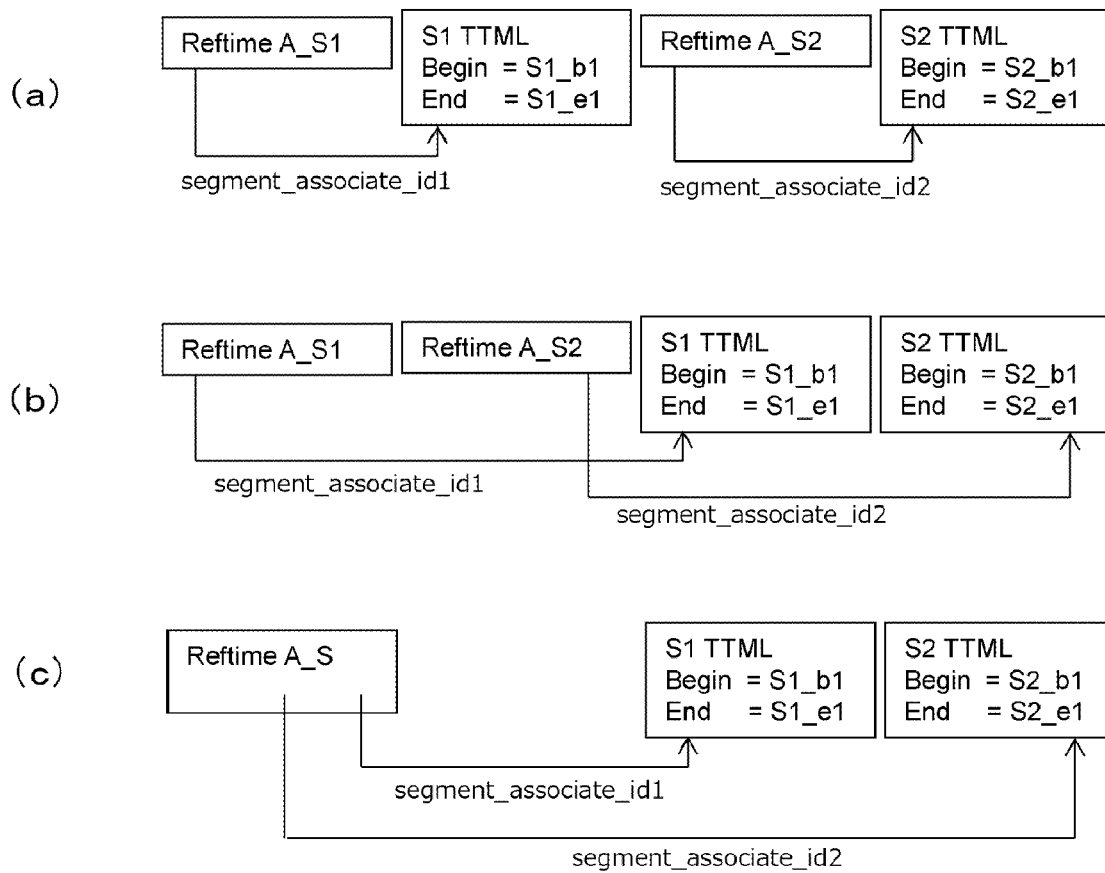 (a)
Reftime A_S1
S1 TTML
Begin = S1_b1
End = S1_e1
Reftime A_S2
S2 TTML
Begin = S2_b1
End = S2_e1
segment_associate_id1
segment_associate_id2
(b)
Reftime A_S1
Reftime A_S2
S1 TTML
Begin = S1_b1
End = S1_e1
S2 TTML
Begin = S2_b1
End = S2_e1
segment_associate_id1
segment_associate_id2
(c)
Reftime A_S
S1 TTML
Begin = S1_b1
End = S1_e1
S2 TTML
Begin = S2_b1
End = S2_e1
segment_associate_id1
segment_associate_id2